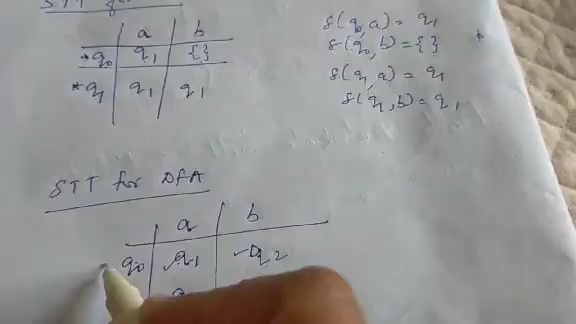 STT for
a b
→q0 q1 {}
*q1 q1 q1
δ(q0, a) = q1
δ(q0, b) = {}
δ(q1, a) = q1
δ(q1, b) = q1
STT for DFA
a b
q0 q1 q2